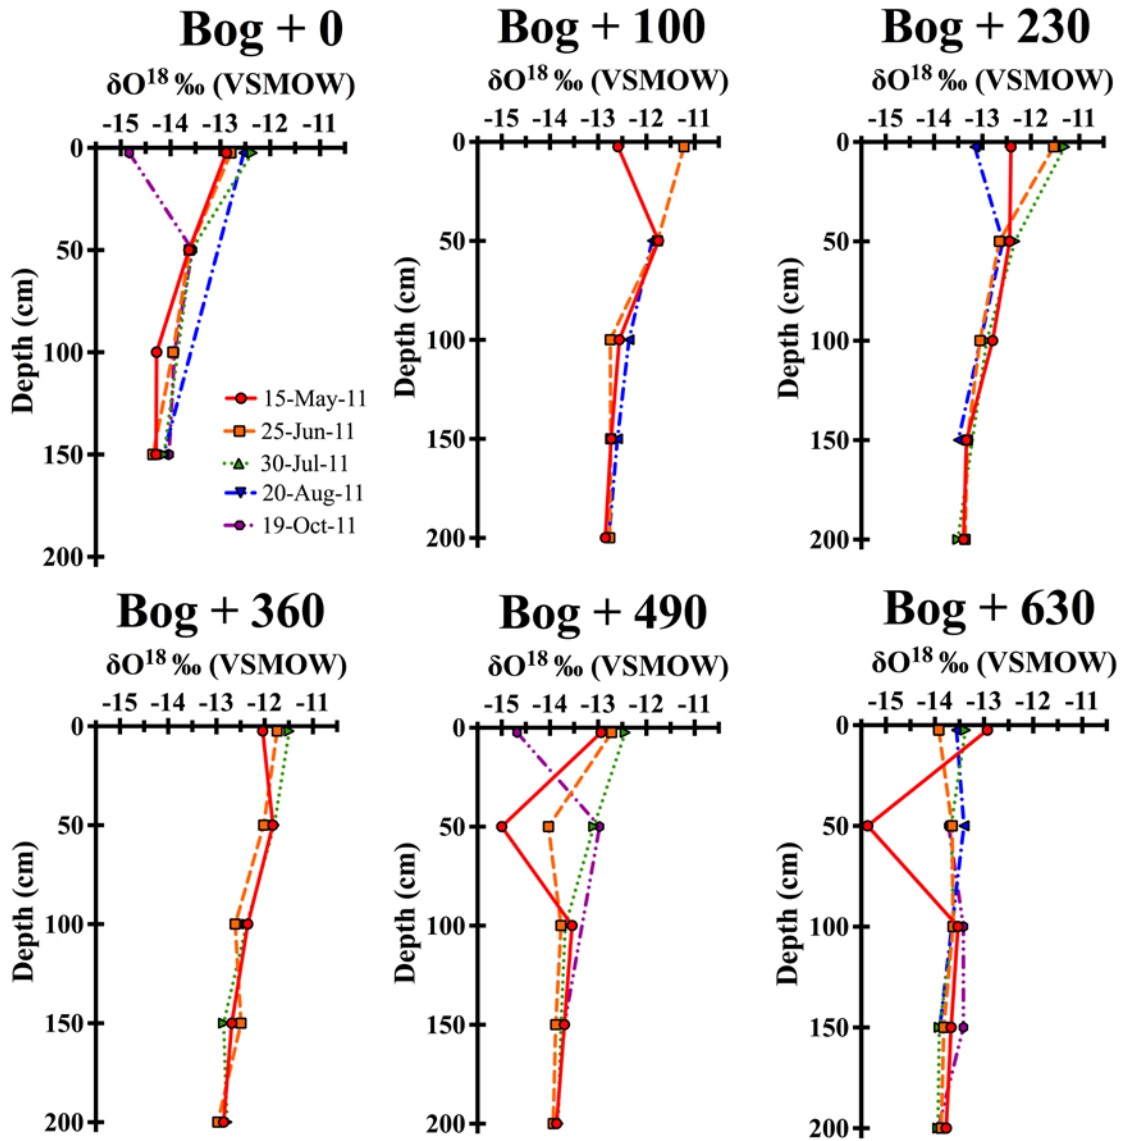 Bog + 0
δO¹⁸ ‰ (VSMOW)
-15 -14 -13 -12 -11
0
50
100
150
200
Depth (cm)
15-May-11
25-Jun-11
30-Jul-11
20-Aug-11
19-Oct-11
Bog + 100
δO¹⁸ ‰ (VSMOW)
-15 -14 -13 -12 -11
0
50
100
150
200
Depth (cm)
Bog + 230
δO¹⁸ ‰ (VSMOW)
-15 -14 -13 -12 -11
0
50
100
150
200
Depth (cm)
Bog + 360
δO¹⁸ ‰ (VSMOW)
-15 -14 -13 -12 -11
0
50
100
150
200
Depth (cm)
Bog + 490
δO¹⁸ ‰ (VSMOW)
-15 -14 -13 -12 -11
0
50
100
150
200
Depth (cm)
Bog + 630
δO¹⁸ ‰ (VSMOW)
-15 -14 -13 -12 -11
0
50
100
150
200
Depth (cm)